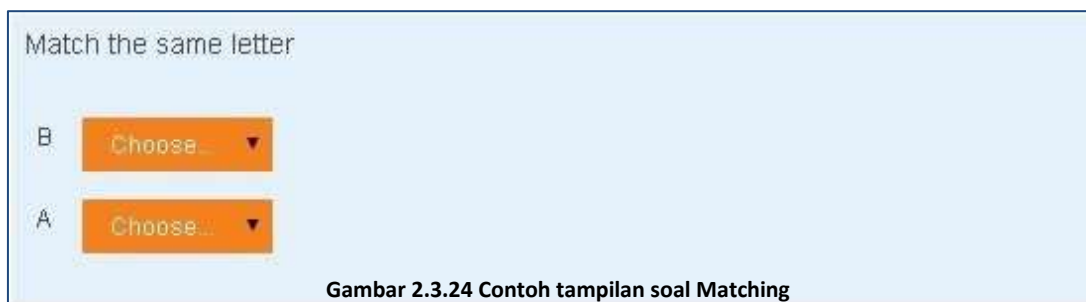 Match the same letter
B Choose...
A Choose...
Gambar 2.3.24 Contoh tampilan soal Matching